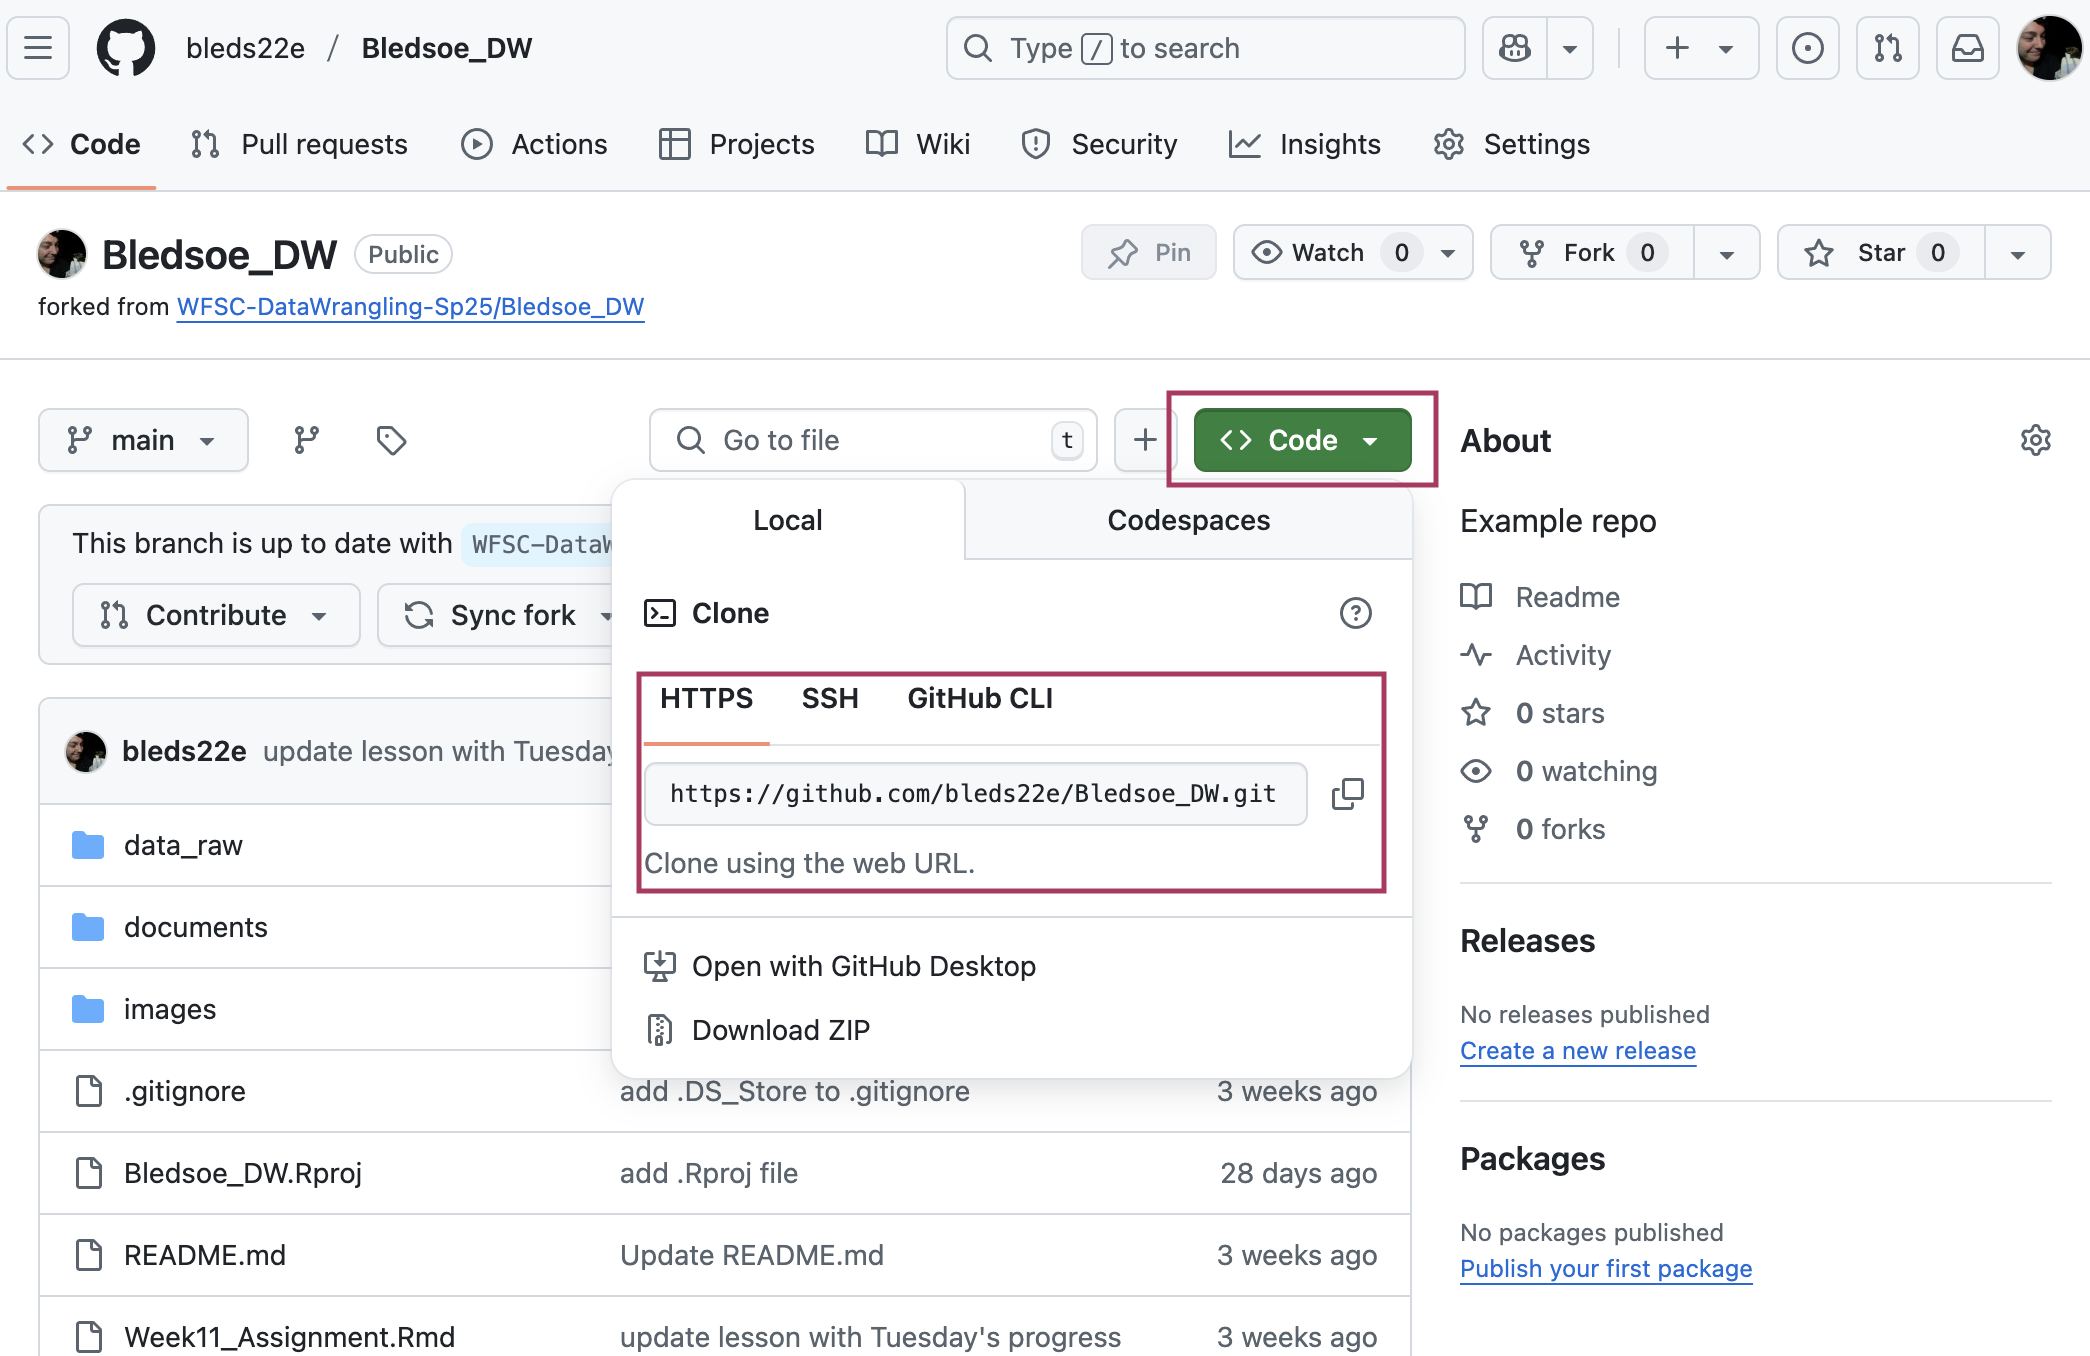 bleds22e / Bledsoe_DW
Type / to search
Code Pull requests Actions Projects Wiki Security Insights Settings
Bledsoe_DW Public
Pin Watch 0 Fork 0 Star 0
forked from WFSC-DataWrangling-Sp25/Bledsoe_DW
main
Go to file t
Code
This branch is up to date with WFSC-DataW
Contribute Sync fork
Local Codespaces
Clone
HTTPS SSH GitHub CLI
https://github.com/bleds22e/Bledsoe_DW.git
Clone using the web URL.
Open with GitHub Desktop
Download ZIP
bleds22e update lesson with Tuesday
data_raw
documents
images
.gitignore add .DS_Store to .gitignore 3 weeks ago
Bledsoe_DW.Rproj add .Rproj file 28 days ago
README.md Update README.md 3 weeks ago
Week11_Assignment.Rmd update lesson with Tuesday's progress 3 weeks ago
About
Example repo
Readme
Activity
0 stars
0 watching
0 forks
Releases
No releases published
Create a new release
Packages
No packages published
Publish your first package